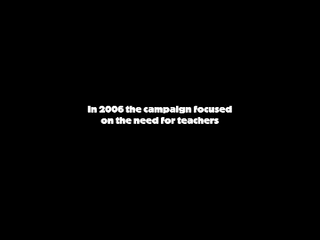 In 2006 the campaign focused
on the need for teachers